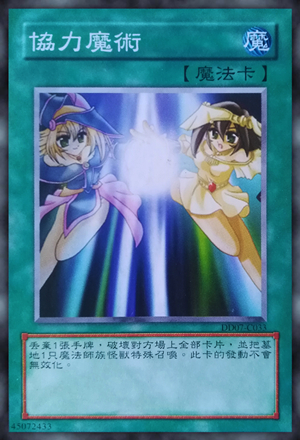 協力魔術
魔
【魔法卡】
丟棄1張手牌，破壞對方場上全部卡片，並把墓
地1只魔法師族怪獸特殊召喚。此卡的發動不會
無效化。
45072433